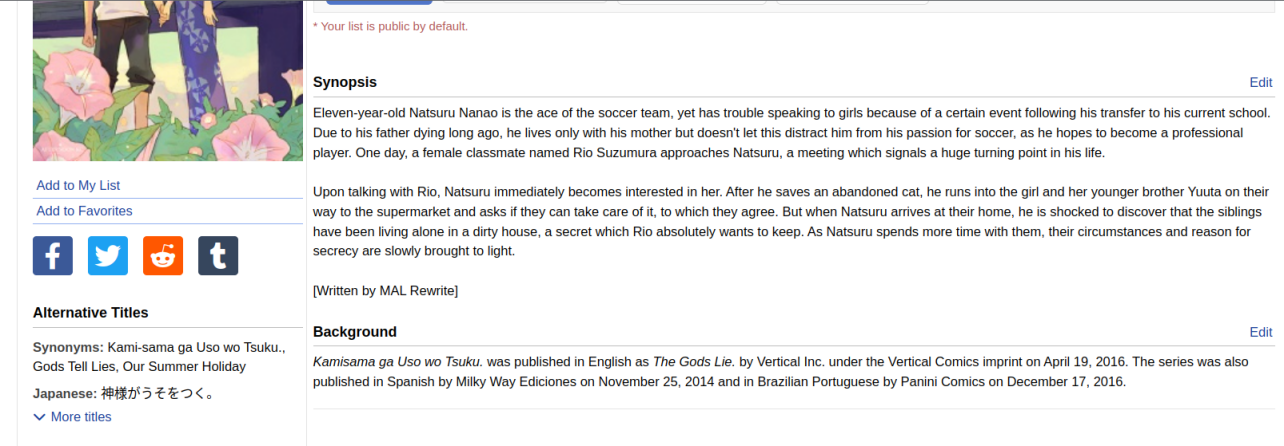 * Your list is public by default.
Synopsis
Edit
Eleven-year-old Natsuru Nanao is the ace of the soccer team, yet has trouble speaking to girls because of a certain event following his transfer to his current school.
Due to his father dying long ago, he lives only with his mother but doesn't let this distract him from his passion for soccer, as he hopes to become a professional
player. One day, a female classmate named Rio Suzumura approaches Natsuru, a meeting which signals a huge turning point in his life.
Upon talking with Rio, Natsuru immediately becomes interested in her. After he saves an abandoned cat, he runs into the girl and her younger brother Yuuta on their
way to the supermarket and asks if they can take care of it, to which they agree. But when Natsuru arrives at their home, he is shocked to discover that the siblings
have been living alone in a dirty house, a secret which Rio absolutely wants to keep. As Natsuru spends more time with them, their circumstances and reason for
secrecy are slowly brought to light.
[Written by MAL Rewrite]
Background
Edit
Kamisama ga Uso wo Tsuku. was published in English as The Gods Lie. by Vertical Inc. under the Vertical Comics imprint on April 19, 2016. The series was also
published in Spanish by Milky Way Ediciones on November 25, 2014 and in Brazilian Portuguese by Panini Comics on December 17, 2016.
Add to My List
Add to Favorites
Alternative Titles
Synonyms: Kami-sama ga Uso wo Tsuku.,
Gods Tell Lies, Our Summer Holiday
Japanese: 神様がうそをつく。
More titles